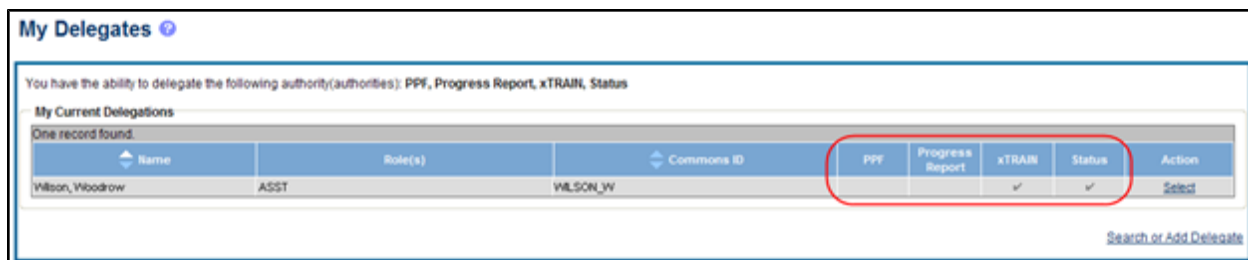 My Delegates ?
You have the ability to delegate the following authority(authorities): PPF, Progress Report, xTRAIN, Status
My Current Delegations
One record found.
Name Role(s) Commons ID PPF Progress Report xTRAIN Status Action
Wilson, Woodrow ASST WILSON_W ✓ ✓ Select
Search or Add Delegate